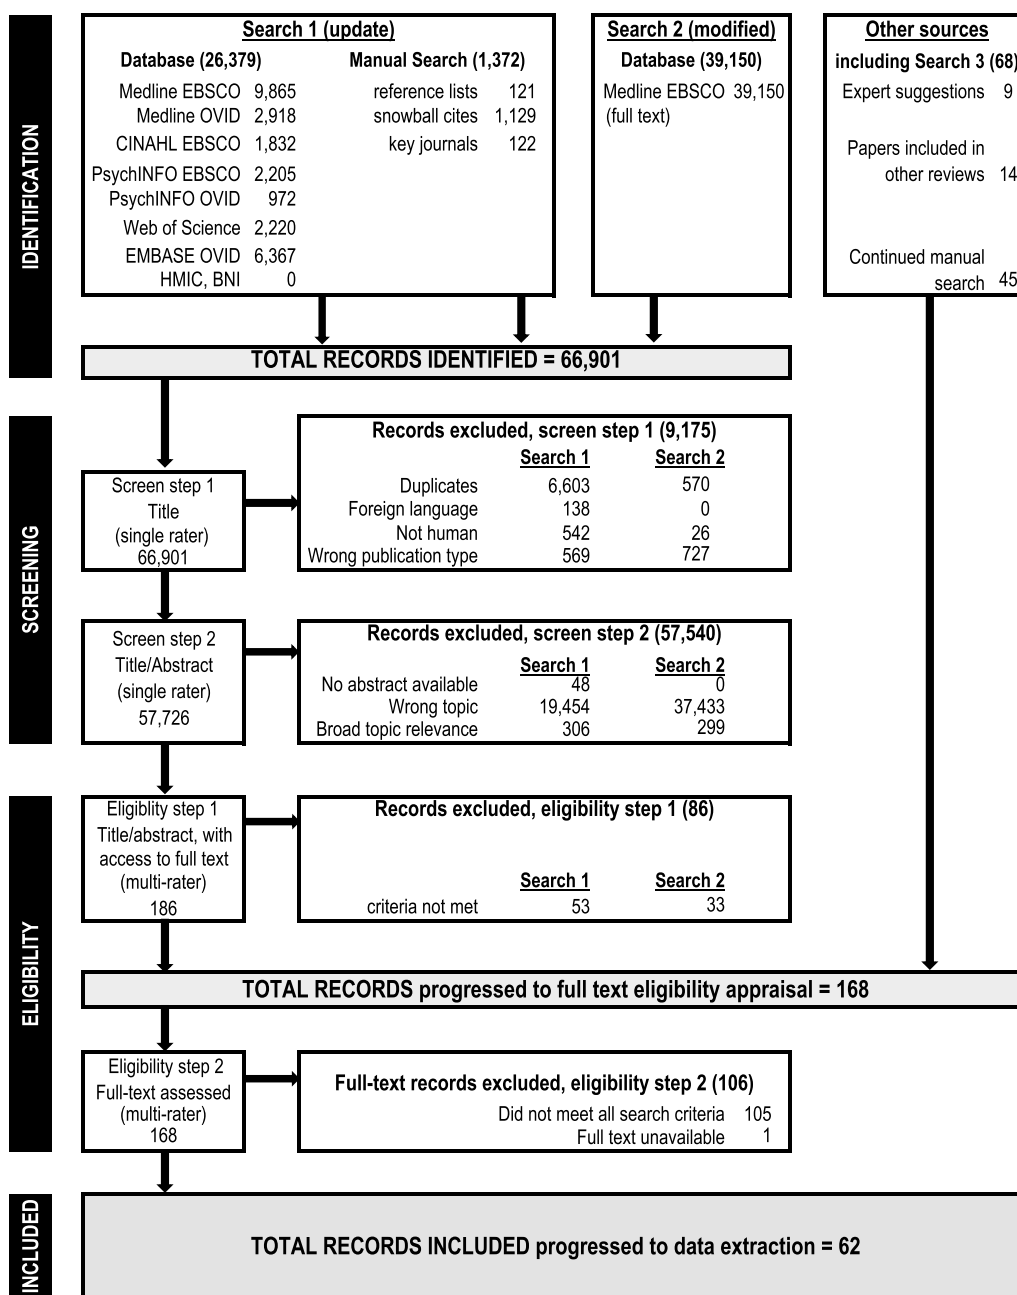 IDENTIFICATION
Search 1 (update)
Database (26,379)
Medline EBSCO 9,865
Medline OVID 2,918
CINAHL EBSCO 1,832
PsychINFO EBSCO 2,205
PsychINFO OVID 972
Web of Science 2,220
EMBASE OVID 6,367
HMIC, BNI 0
Manual Search (1,372)
reference lists 121
snowball cites 1,129
key journals 122
Search 2 (modified)
Database (39,150)
Medline EBSCO 39,150
(full text)
Other sources
including Search 3 (68)
Expert suggestions 9
Papers included in
other reviews 14
Continued manual
search 45
TOTAL RECORDS IDENTIFIED = 66,901
SCREENING
Screen step 1
Title
(single rater)
66,901
Records excluded, screen step 1 (9,175)
Search 1 Search 2
Duplicates 6,603 570
Foreign language 138 0
Not human 542 26
Wrong publication type 569 727
Screen step 2
Title/Abstract
(single rater)
57,726
Records excluded, screen step 2 (57,540)
Search 1 Search 2
No abstract available 48 0
Wrong topic 19,454 37,433
Broad topic relevance 306 299
ELIGIBILITY
Eligiblity step 1
Title/abstract, with
access to full text
(multi-rater)
186
Records excluded, eligibility step 1 (86)
Search 1 Search 2
criteria not met 53 33
TOTAL RECORDS progressed to full text eligibility appraisal = 168
Eligibility step 2
Full-text assessed
(multi-rater)
168
Full-text records excluded, eligibility step 2 (106)
Did not meet all search criteria 105
Full text unavailable 1
INCLUDED
TOTAL RECORDS INCLUDED progressed to data extraction = 62